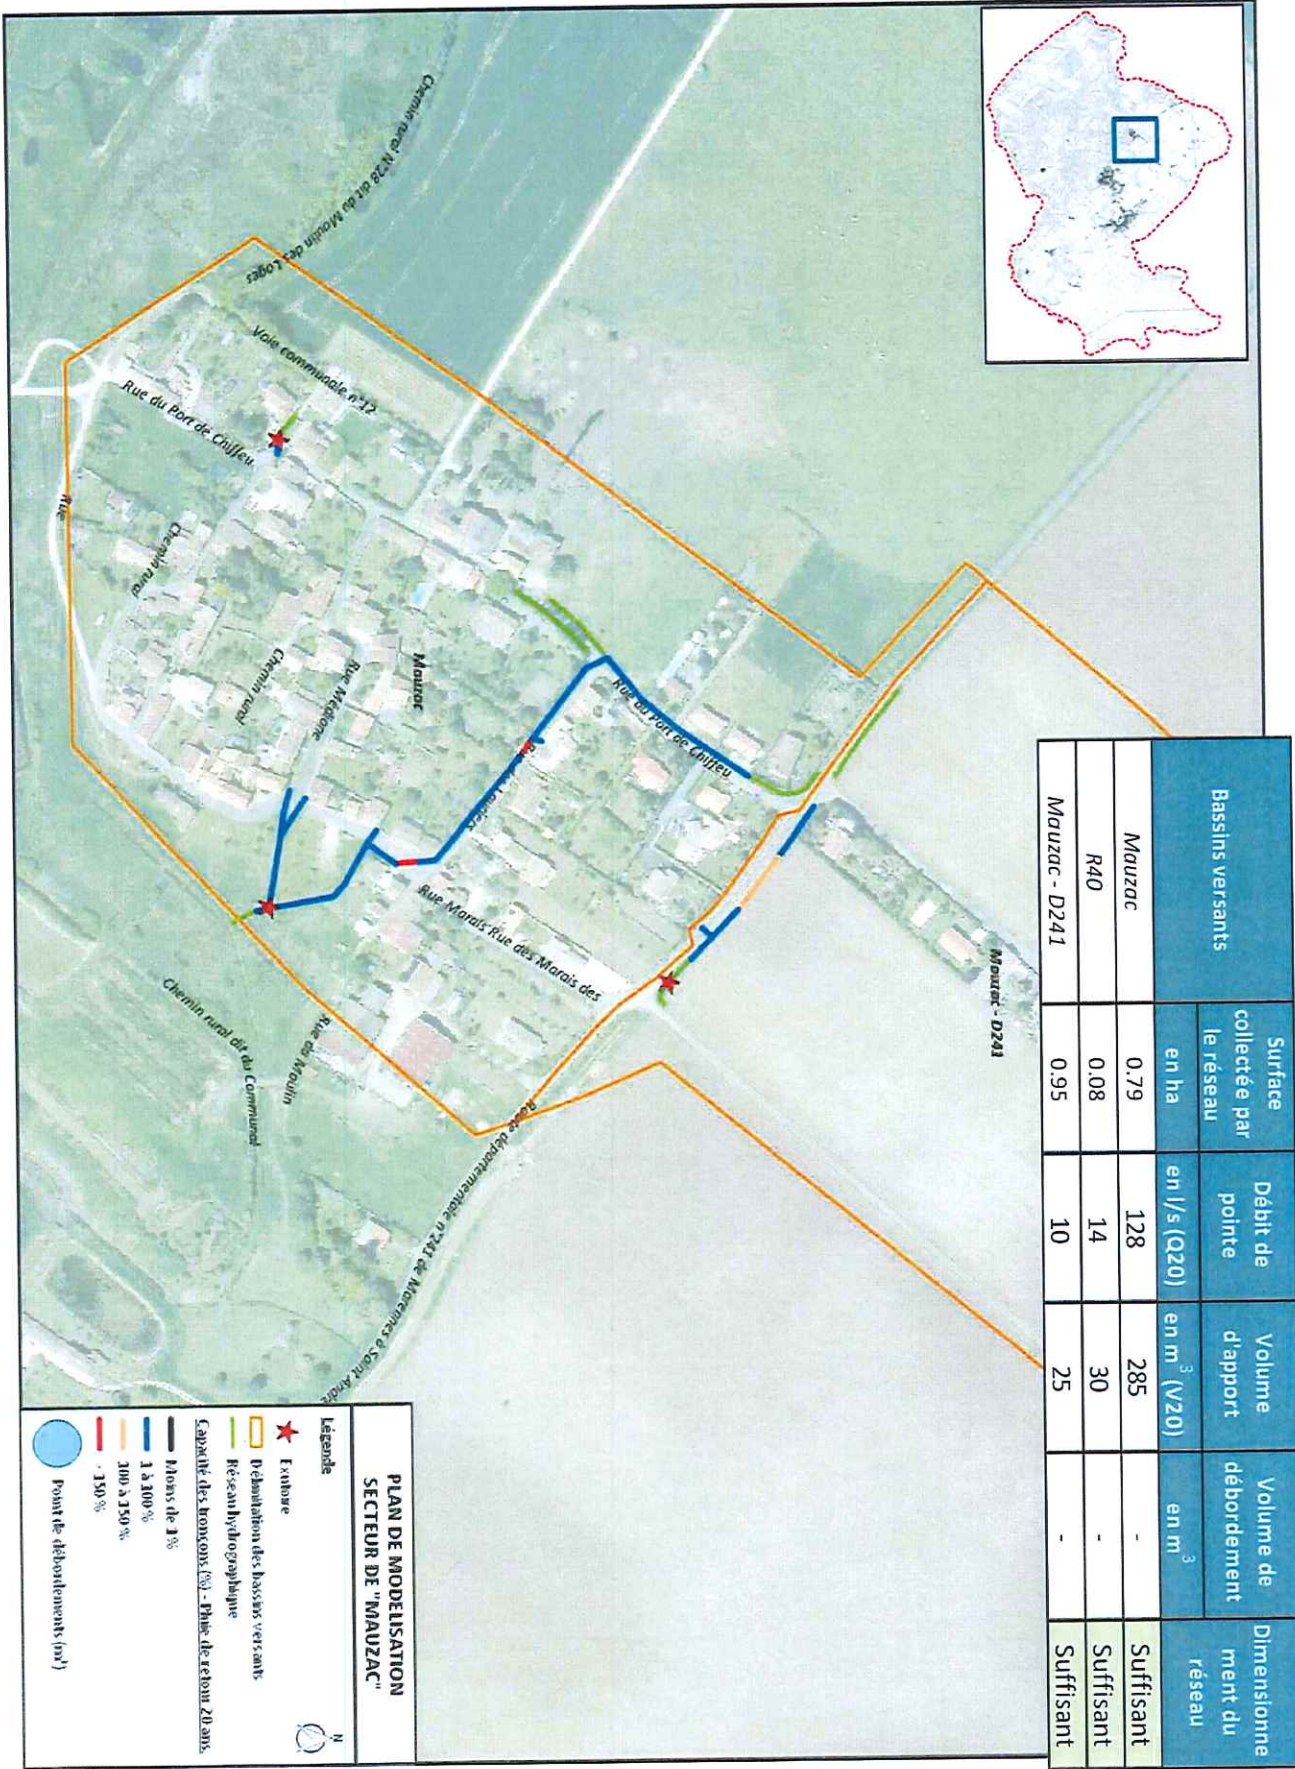 Bassins versants
Surface
collectée par
le réseau
Débit de
pointe
Volume
d'apport
Volume de
débordement
Dimensionne
ment du
réseau
en ha
en l/s (Q20)
en m³ (V20)
en m³
Mauzac 0.79 128 285 - Suffisant
R40 0.08 14 30 - Suffisant
Mauzac - D241 0.95 10 25 - Suffisant
Chemin rural N°28 dit du Moulin des Loges
Voie communale n°12
Rue du Port de Chiffeu
Rue
Chemin rural
Chemin rural
Rue Médiane
Mauzac
Rue du Port de Chiffeu
Rue Marais Rue des Marais des
Mauzac - D241
Rue du Moulin
Chemin rural dit du Communal
Route départementale n°241 de Marennes à Saint André
PLAN DE MODELISATION
SECTEUR DE "MAUZAC"
Légende
N
Exutoire
Délimitation des bassins versants
Réseau hydrographique
Capacité des tronçons (%) - Pluie de retour 20 ans
Moins de 1%
1 à 100 %
100 à 150 %
150 %
Point de débordements (m³)